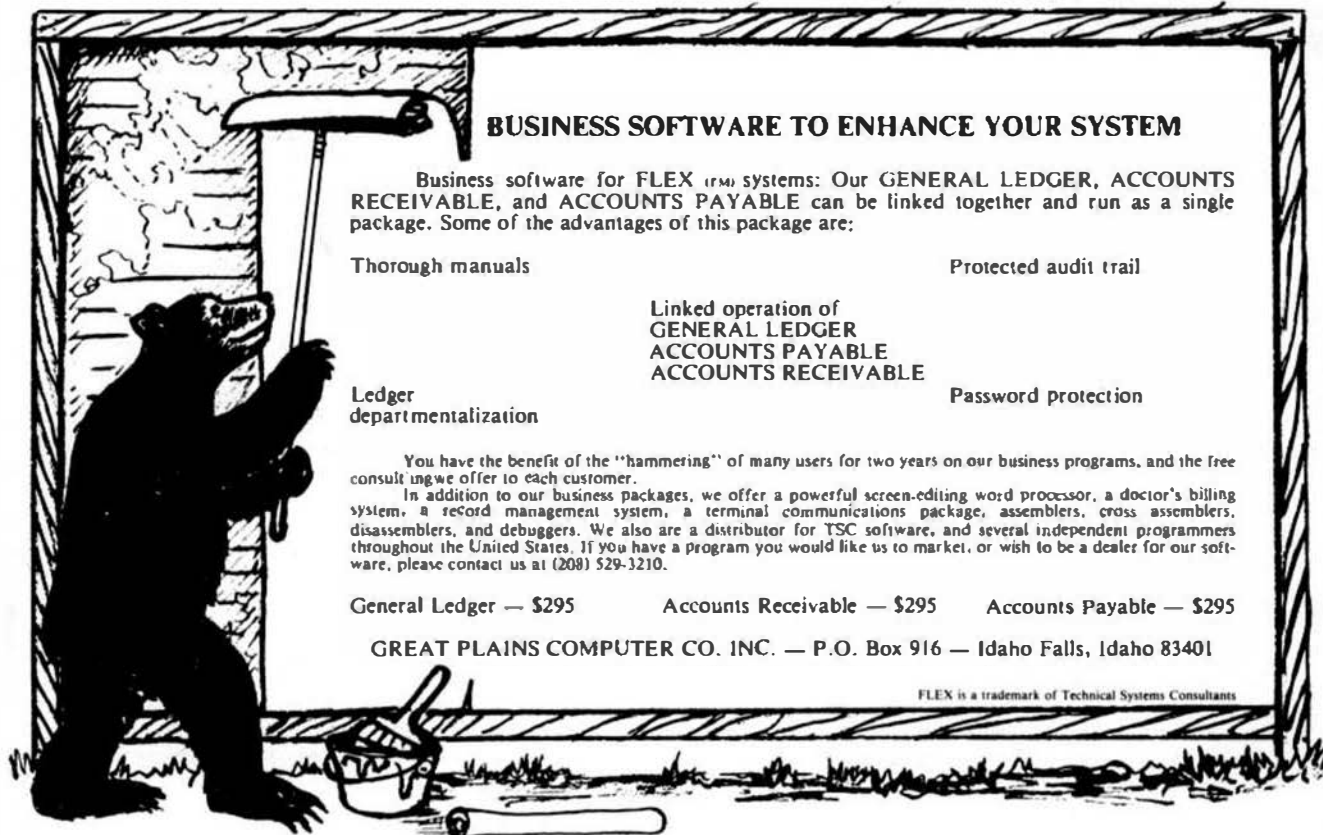 BUSINESS SOFTWARE TO ENHANCE YOUR SYSTEM
Business software for FLEX (TM) systems: Our GENERAL LEDGER, ACCOUNTS
RECEIVABLE, and ACCOUNTS PAYABLE can be linked together and run as a single
package. Some of the advantages of this package are:
Thorough manuals Protected audit trail
Linked operation of
GENERAL LEDGER
ACCOUNTS PAYABLE
ACCOUNTS RECEIVABLE
Ledger Password protection
departmentalization
You have the benefit of the "hammering" of many users for two years on our business programs, and the free
consulting we offer to each customer.
In addition to our business packages, we offer a powerful screen-editing word processor, a doctor's billing
system, a record management system, a terminal communications package, assemblers, cross assemblers,
disassemblers, and debuggers. We also are a distributor for TSC software, and several independent programmers
throughout the United States. If you have a program you would like us to market, or wish to be a dealer for our soft-
ware, please contact us at (208) 529-3210.
General Ledger — $295 Accounts Receivable — $295 Accounts Payable — $295
GREAT PLAINS COMPUTER CO. INC. — P.O. Box 916 — Idaho Falls, Idaho 83401
FLEX is a trademark of Technical Systems Consultants